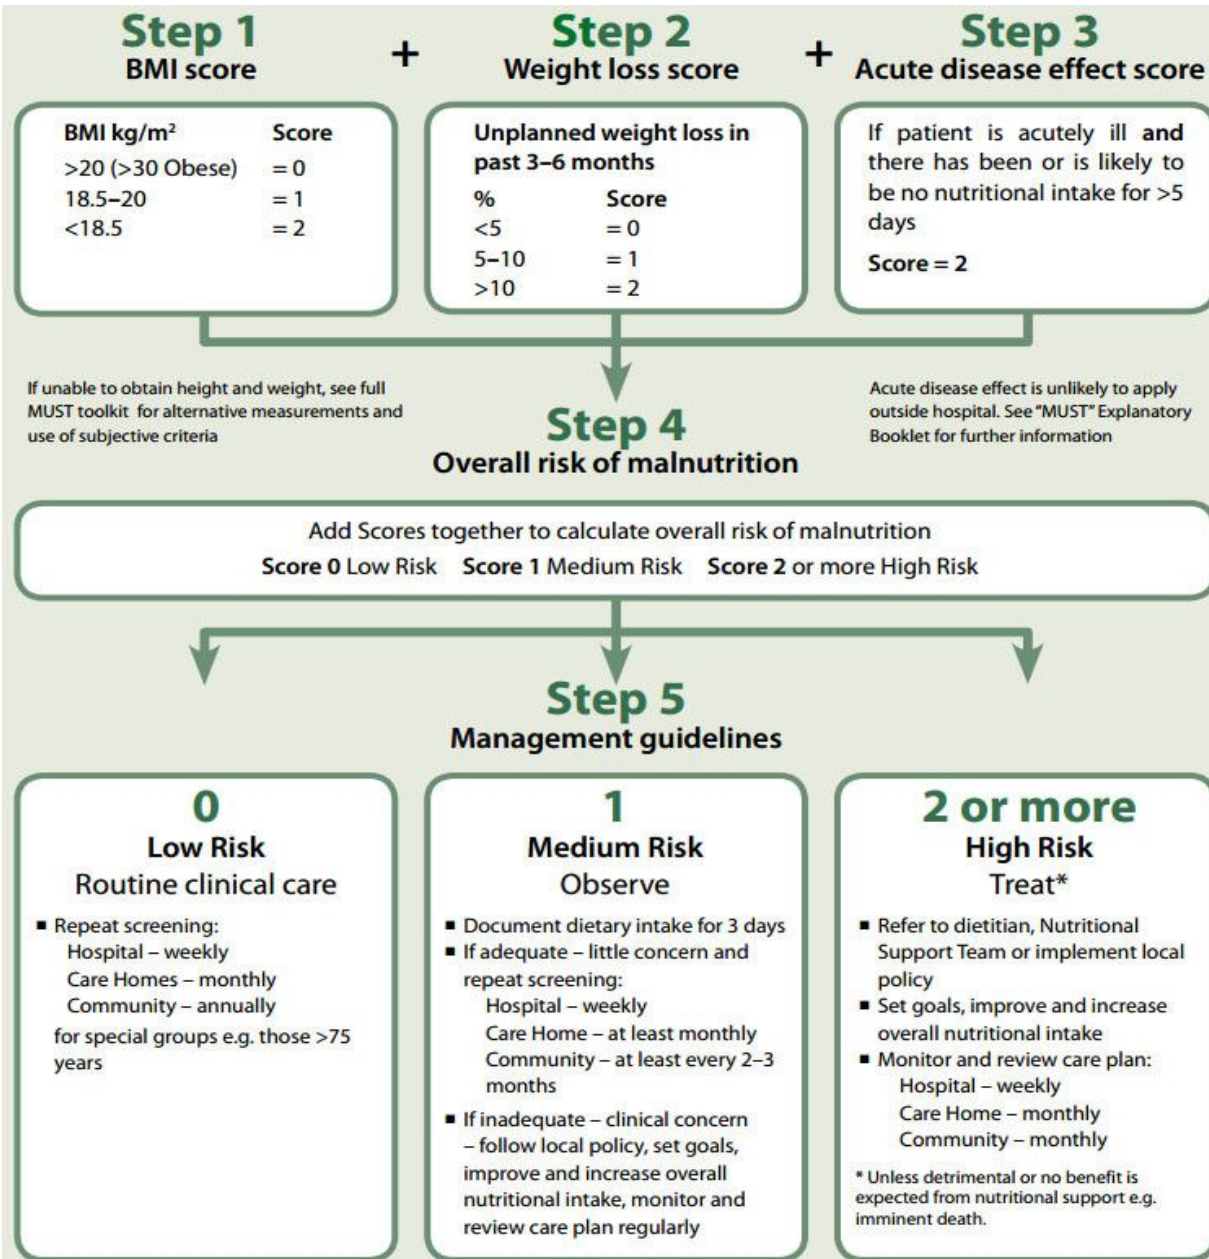 Step 1
BMI score
+
Step 2
Weight loss score
+
Step 3
Acute disease effect score
BMI kg/m² Score
>20 (>30 Obese) = 0
18.5–20 = 1
<18.5 = 2
Unplanned weight loss in
past 3–6 months
% Score
<5 = 0
5–10 = 1
>10 = 2
If patient is acutely ill and
there has been or is likely to
be no nutritional intake for >5
days
Score = 2
If unable to obtain height and weight, see full
MUST toolkit for alternative measurements and
use of subjective criteria
Acute disease effect is unlikely to apply
outside hospital. See "MUST" Explanatory
Booklet for further information
Step 4
Overall risk of malnutrition
Add Scores together to calculate overall risk of malnutrition
Score 0 Low Risk Score 1 Medium Risk Score 2 or more High Risk
Step 5
Management guidelines
0
Low Risk
Routine clinical care
■ Repeat screening:
Hospital – weekly
Care Homes – monthly
Community – annually
for special groups e.g. those >75
years
1
Medium Risk
Observe
■ Document dietary intake for 3 days
■ If adequate – little concern and
repeat screening:
Hospital – weekly
Care Home – at least monthly
Community – at least every 2–3
months
■ If inadequate – clinical concern
– follow local policy, set goals,
improve and increase overall
nutritional intake, monitor and
review care plan regularly
2 or more
High Risk
Treat*
■ Refer to dietitian, Nutritional
Support Team or implement local
policy
■ Set goals, improve and increase
overall nutritional intake
■ Monitor and review care plan:
Hospital – weekly
Care Home – monthly
Community – monthly
* Unless detrimental or no benefit is
expected from nutritional support e.g.
imminent death.